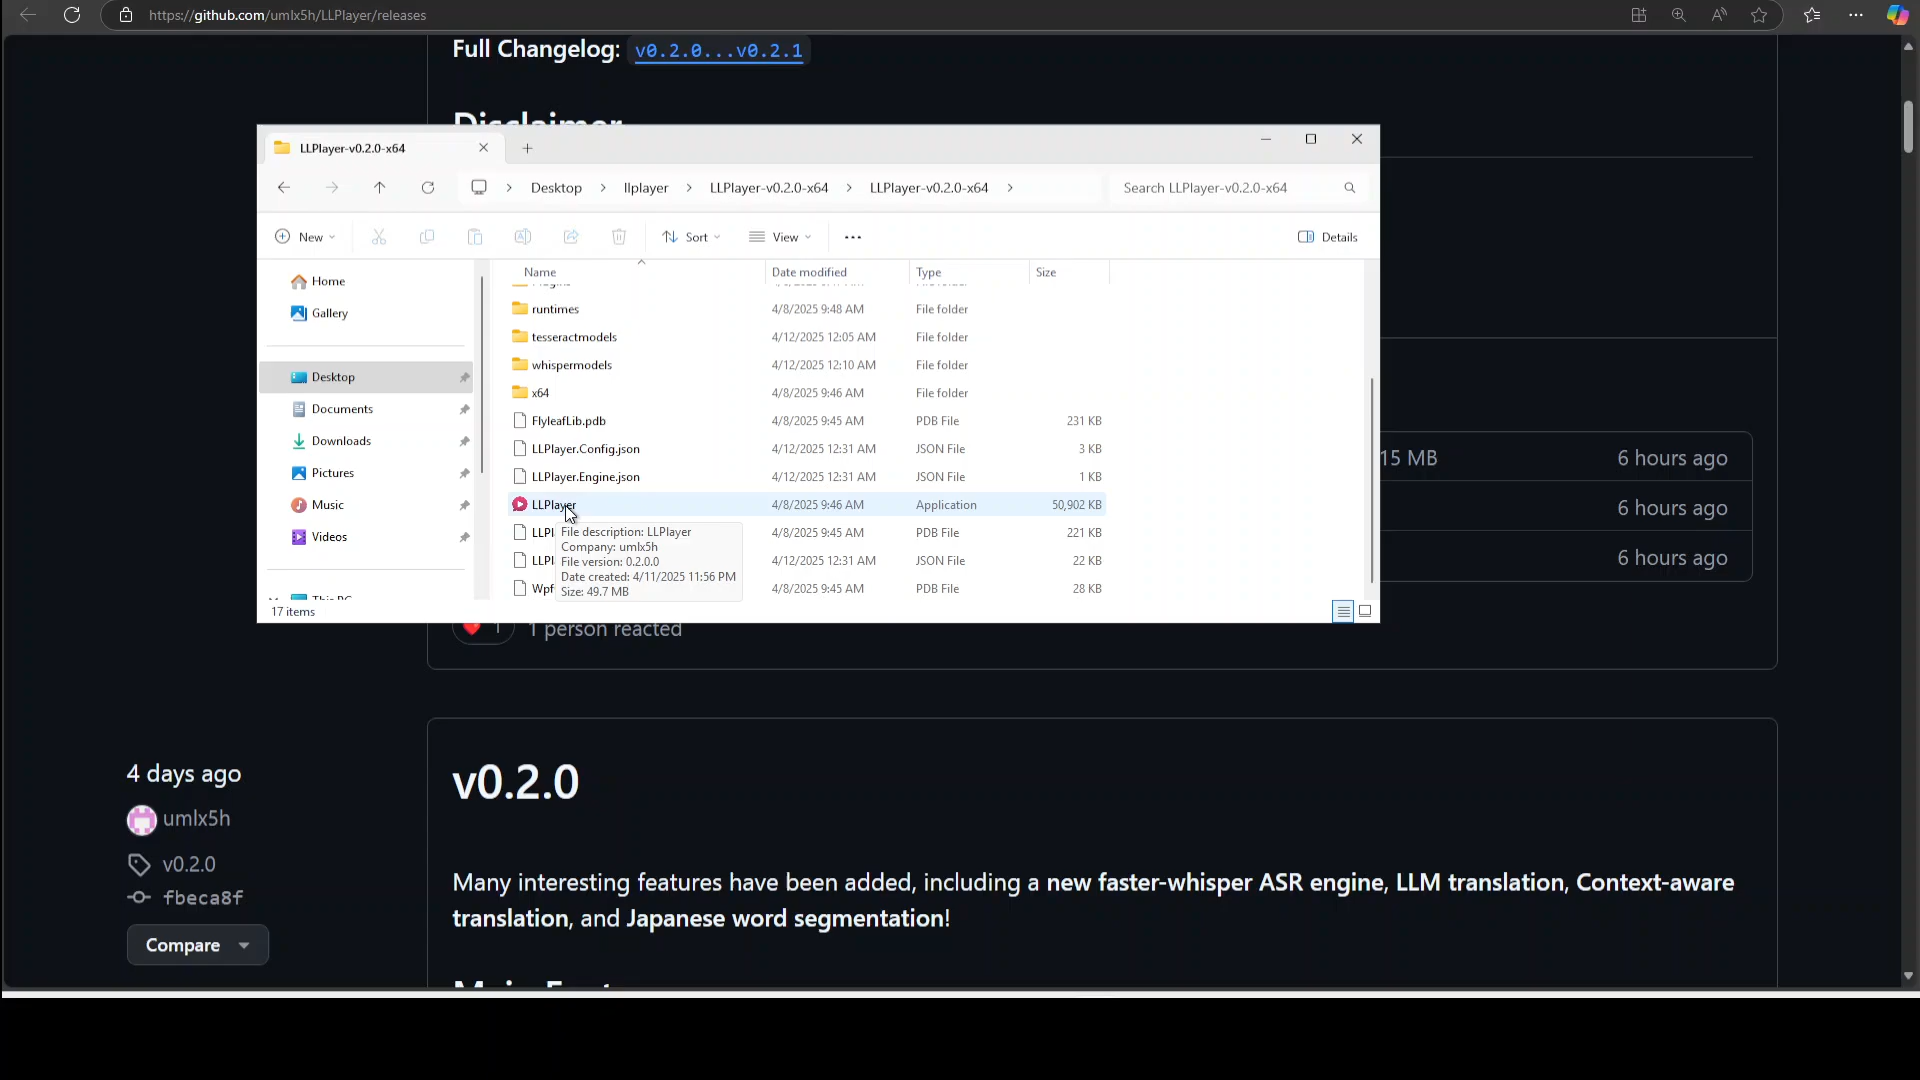 https://github.com/umlx5h/LLPlayer/releases
Full Changelog: v0.2.0...v0.2.1
Disclaimer
LLPlayer-v0.2.0-x64
Desktop > llplayer > LLPlayer-v0.2.0-x64 > LLPlayer-v0.2.0-x64 >
Search LLPlayer-v0.2.0-x64
New
Sort
View
Details
Home
Gallery
Desktop
Documents
Downloads
Pictures
Music
Videos
This PC
Name Date modified Type Size
runtimes 4/8/2025 9:48 AM File folder
tesseractmodels 4/12/2025 12:05 AM File folder
whispermodels 4/12/2025 12:10 AM File folder
x64 4/8/2025 9:46 AM File folder
FlyleafLib.pdb 4/8/2025 9:45 AM PDB File 231 KB
LLPlayer.Config.json 4/12/2025 12:31 AM JSON File 3 KB
LLPlayer.Engine.json 4/12/2025 12:31 AM JSON File 1 KB
LLPlayer 4/8/2025 9:46 AM Application 50,902 KB
LLPl 4/8/2025 9:45 AM PDB File 221 KB
LLPl 4/12/2025 12:31 AM JSON File 22 KB
Wpf 4/8/2025 9:45 AM PDB File 28 KB
File description: LLPlayer
Company: umlx5h
File version: 0.2.0.0
Date created: 4/11/2025 11:56 PM
Size: 49.7 MB
17 items
15 MB 6 hours ago
6 hours ago
6 hours ago
1 1 person reacted
4 days ago
umlx5h
v0.2.0
fbeca8f
Compare
v0.2.0
Many interesting features have been added, including a new faster-whisper ASR engine, LLM translation, Context-aware
translation, and Japanese word segmentation!